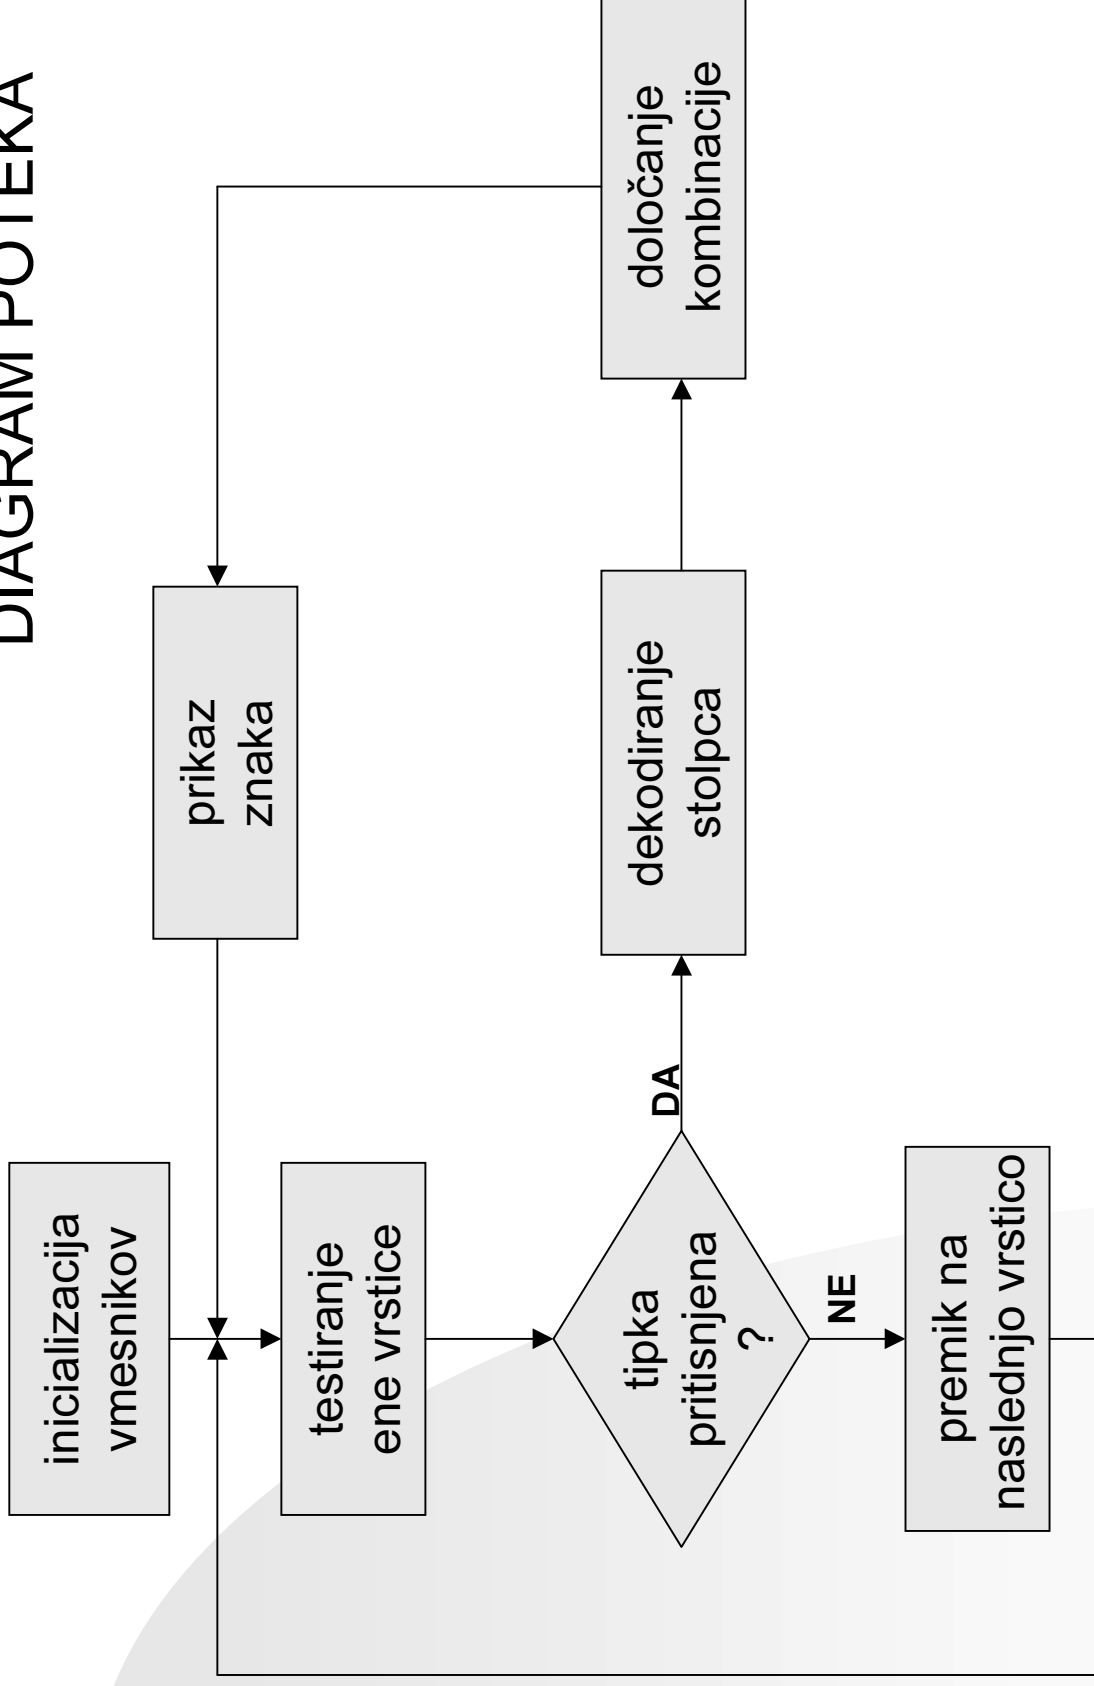 DIAGRAM POTEKA
inicializacija
vmesnikov
prikaz
znaka
testiranje
ene vrstice
tipka
pritisnjena
?
DA
dekodiranje
stolpca
določanje
kombinacije
NE
premik na
naslednjo vrstico